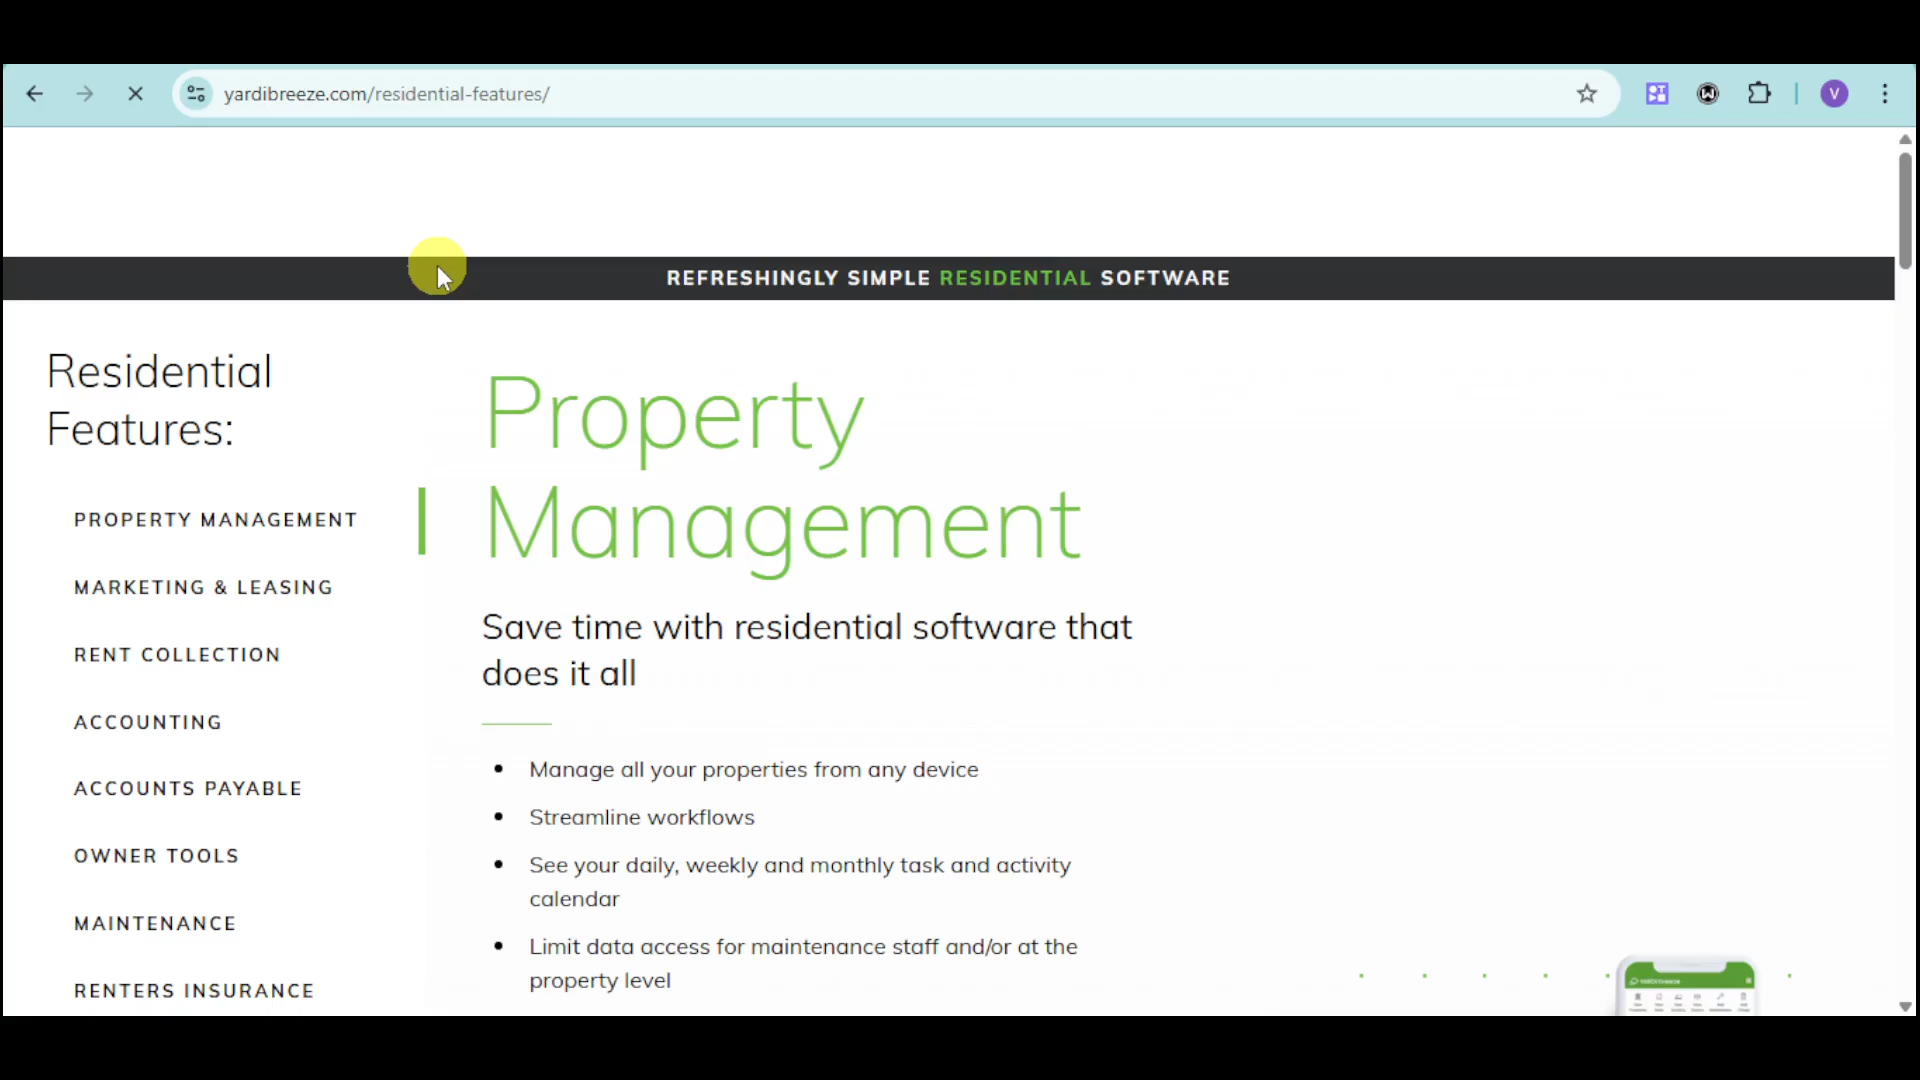 yardibreeze.com/residential-features/
V
REFRESHINGLY SIMPLE RESIDENTIAL SOFTWARE
Residential
Features:
PROPERTY MANAGEMENT
MARKETING & LEASING
RENT COLLECTION
ACCOUNTING
ACCOUNTS PAYABLE
OWNER TOOLS
MAINTENANCE
RENTERS INSURANCE
Property
Management
Save time with residential software that
does it all
• Manage all your properties from any device
• Streamline workflows
• See your daily, weekly and monthly task and activity
calendar
• Limit data access for maintenance staff and/or at the
property level